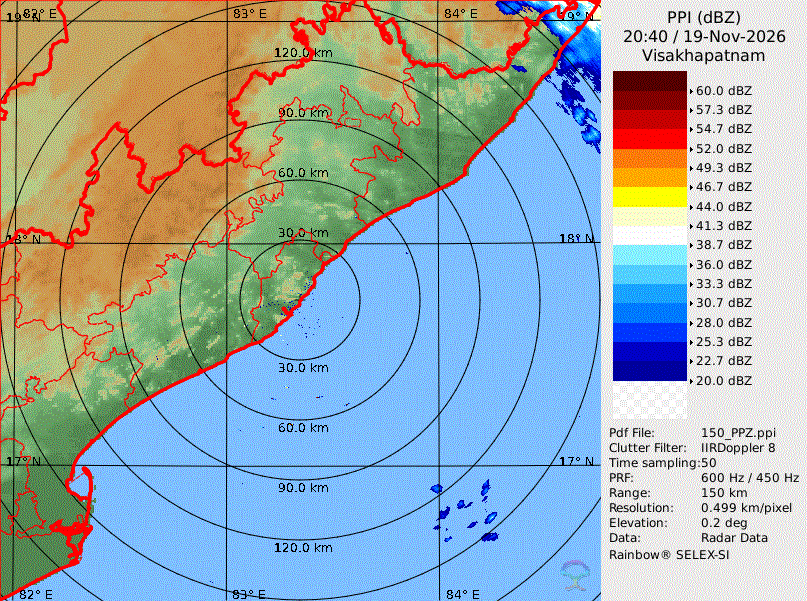 82° E
83° E
84° E
19° N
19° N
120.0 km
90.0 km
60.0 km
30.0 km
18° N
18° N
30.0 km
60.0 km
17° N
17° N
90.0 km
120.0 km
82° E
83° E
84° E
PPI (dBZ)
20:40 / 19-Nov-2026
Visakhapatnam
60.0 dBZ
57.3 dBZ
54.7 dBZ
52.0 dBZ
49.3 dBZ
46.7 dBZ
44.0 dBZ
41.3 dBZ
38.7 dBZ
36.0 dBZ
33.3 dBZ
30.7 dBZ
28.0 dBZ
25.3 dBZ
22.7 dBZ
20.0 dBZ
Pdf File: 150_PPZ.ppi
Clutter Filter: IIRDoppler 8
Time sampling:50
PRF: 600 Hz / 450 Hz
Range: 150 km
Resolution: 0.499 km/pixel
Elevation: 0.2 deg
Data: Radar Data
Rainbow® SELEX-SI